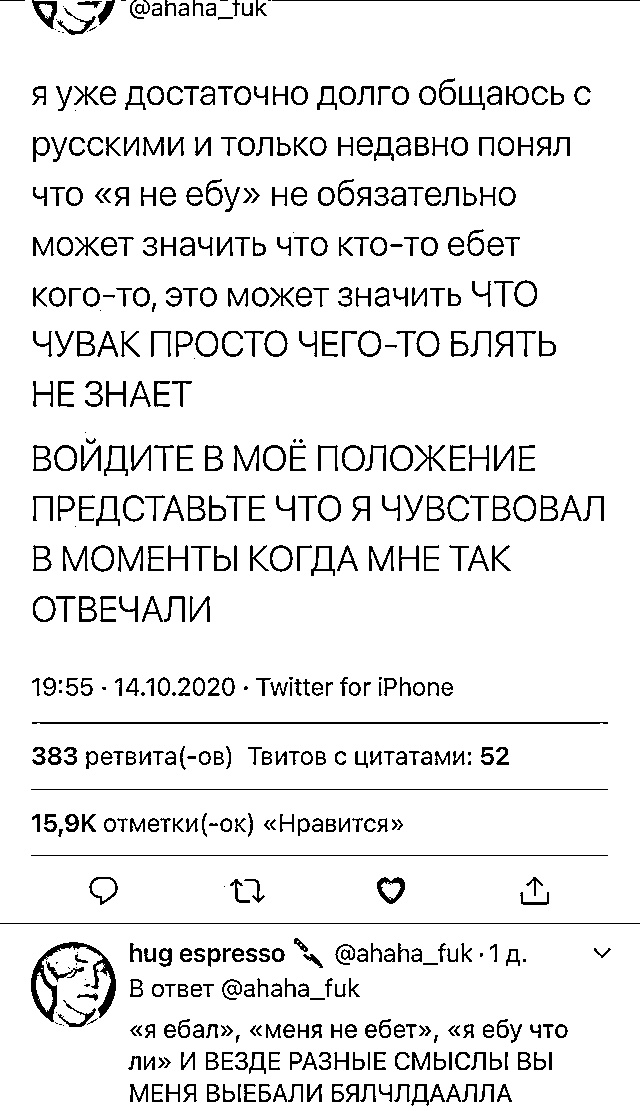 @ahaha_fuk
я уже достаточно долго общаюсь с
русскими и только недавно понял
что «я не ебу» не обязательно
может значить что кто-то ебет
кого-то, это может значить ЧТО
ЧУВАК ПРОСТО ЧЕГО-ТО БЛЯТЬ
НЕ ЗНАЕТ
ВОЙДИТЕ В МОЁ ПОЛОЖЕНИЕ
ПРЕДСТАВЬТЕ ЧТО Я ЧУВСТВОВАЛ
В МОМЕНТЫ КОГДА МНЕ ТАК
ОТВЕЧАЛИ
19:55 · 14.10.2020 · Twitter for iPhone
383 ретвита(-ов) Твитов с цитатами: 52
15,9K отметки(-ок) «Нравится»
hug espresso @ahaha_fuk · 1 д.
В ответ @ahaha_fuk
«я ебал», «меня не ебет», «я ебу что
ли» И ВЕЗДЕ РАЗНЫЕ СМЫСЛЫ ВЫ
МЕНЯ ВЫЕБАЛИ БЯЛЧЛДААЛЛА